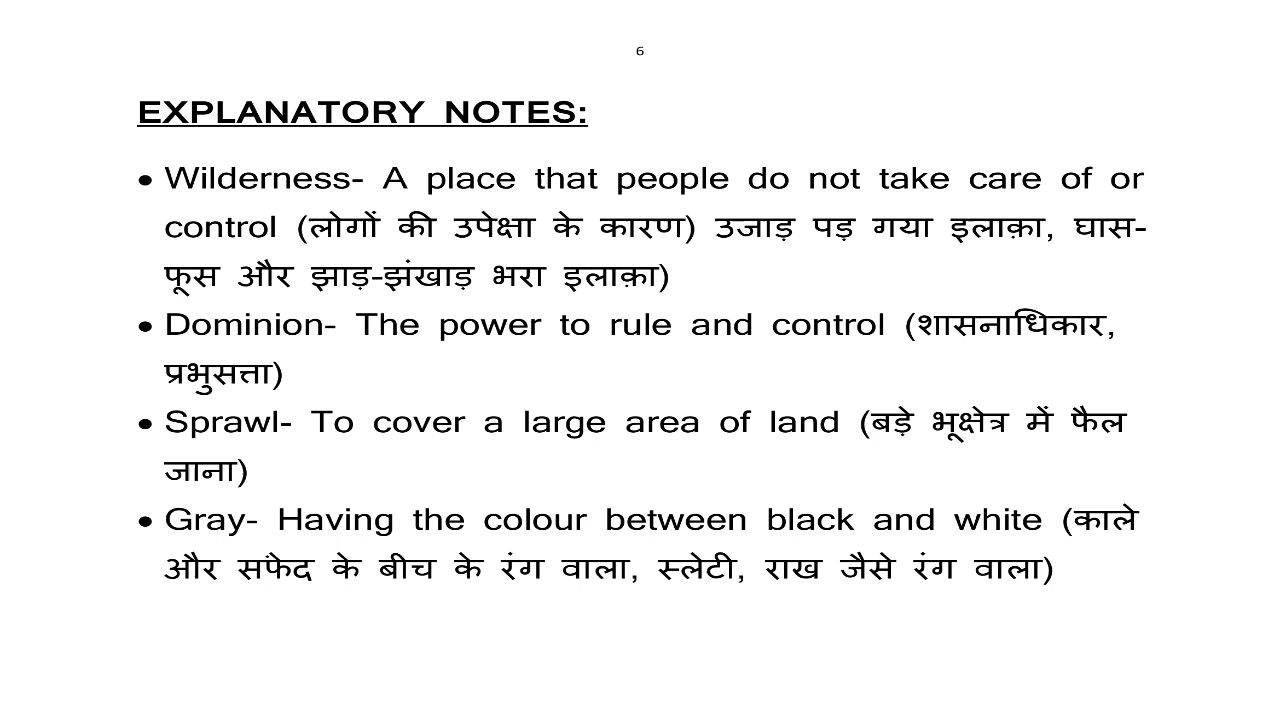 6
EXPLANATORY NOTES:
• Wilderness- A place that people do not take care of or
control (लोगों की उपेक्षा के कारण) उजाड़ पड़ गया इलाक़ा, घास-
फूस और झाड़-झंखाड़ भरा इलाक़ा)
• Dominion- The power to rule and control (शासनाधिकार,
प्रभुसत्ता)
• Sprawl- To cover a large area of land (बड़े भूक्षेत्र में फैल
जाना)
• Gray- Having the colour between black and white (काले
और सफ़ेद के बीच के रंग वाला, स्लेटी, राख जैसे रंग वाला)